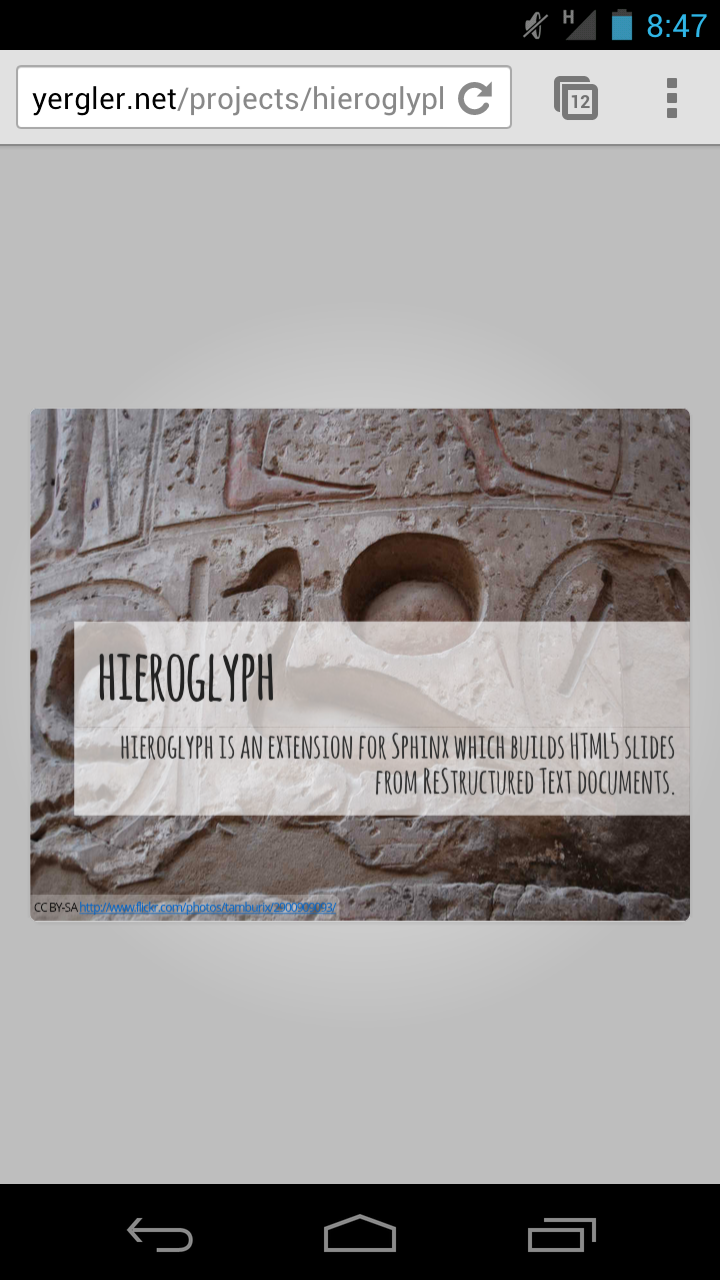 H
8:47
yergler.net/projects/hieroglypl
12
HIEROGLYPH
HIEROGLYPH IS AN EXTENSION FOR SPHINX WHICH BUILDS HTML5 SLIDES
FROM RESTRUCTURED TEXT DOCUMENTS.
CC BY-SA http://www.flickr.com/photos/tamburix/2900909093/